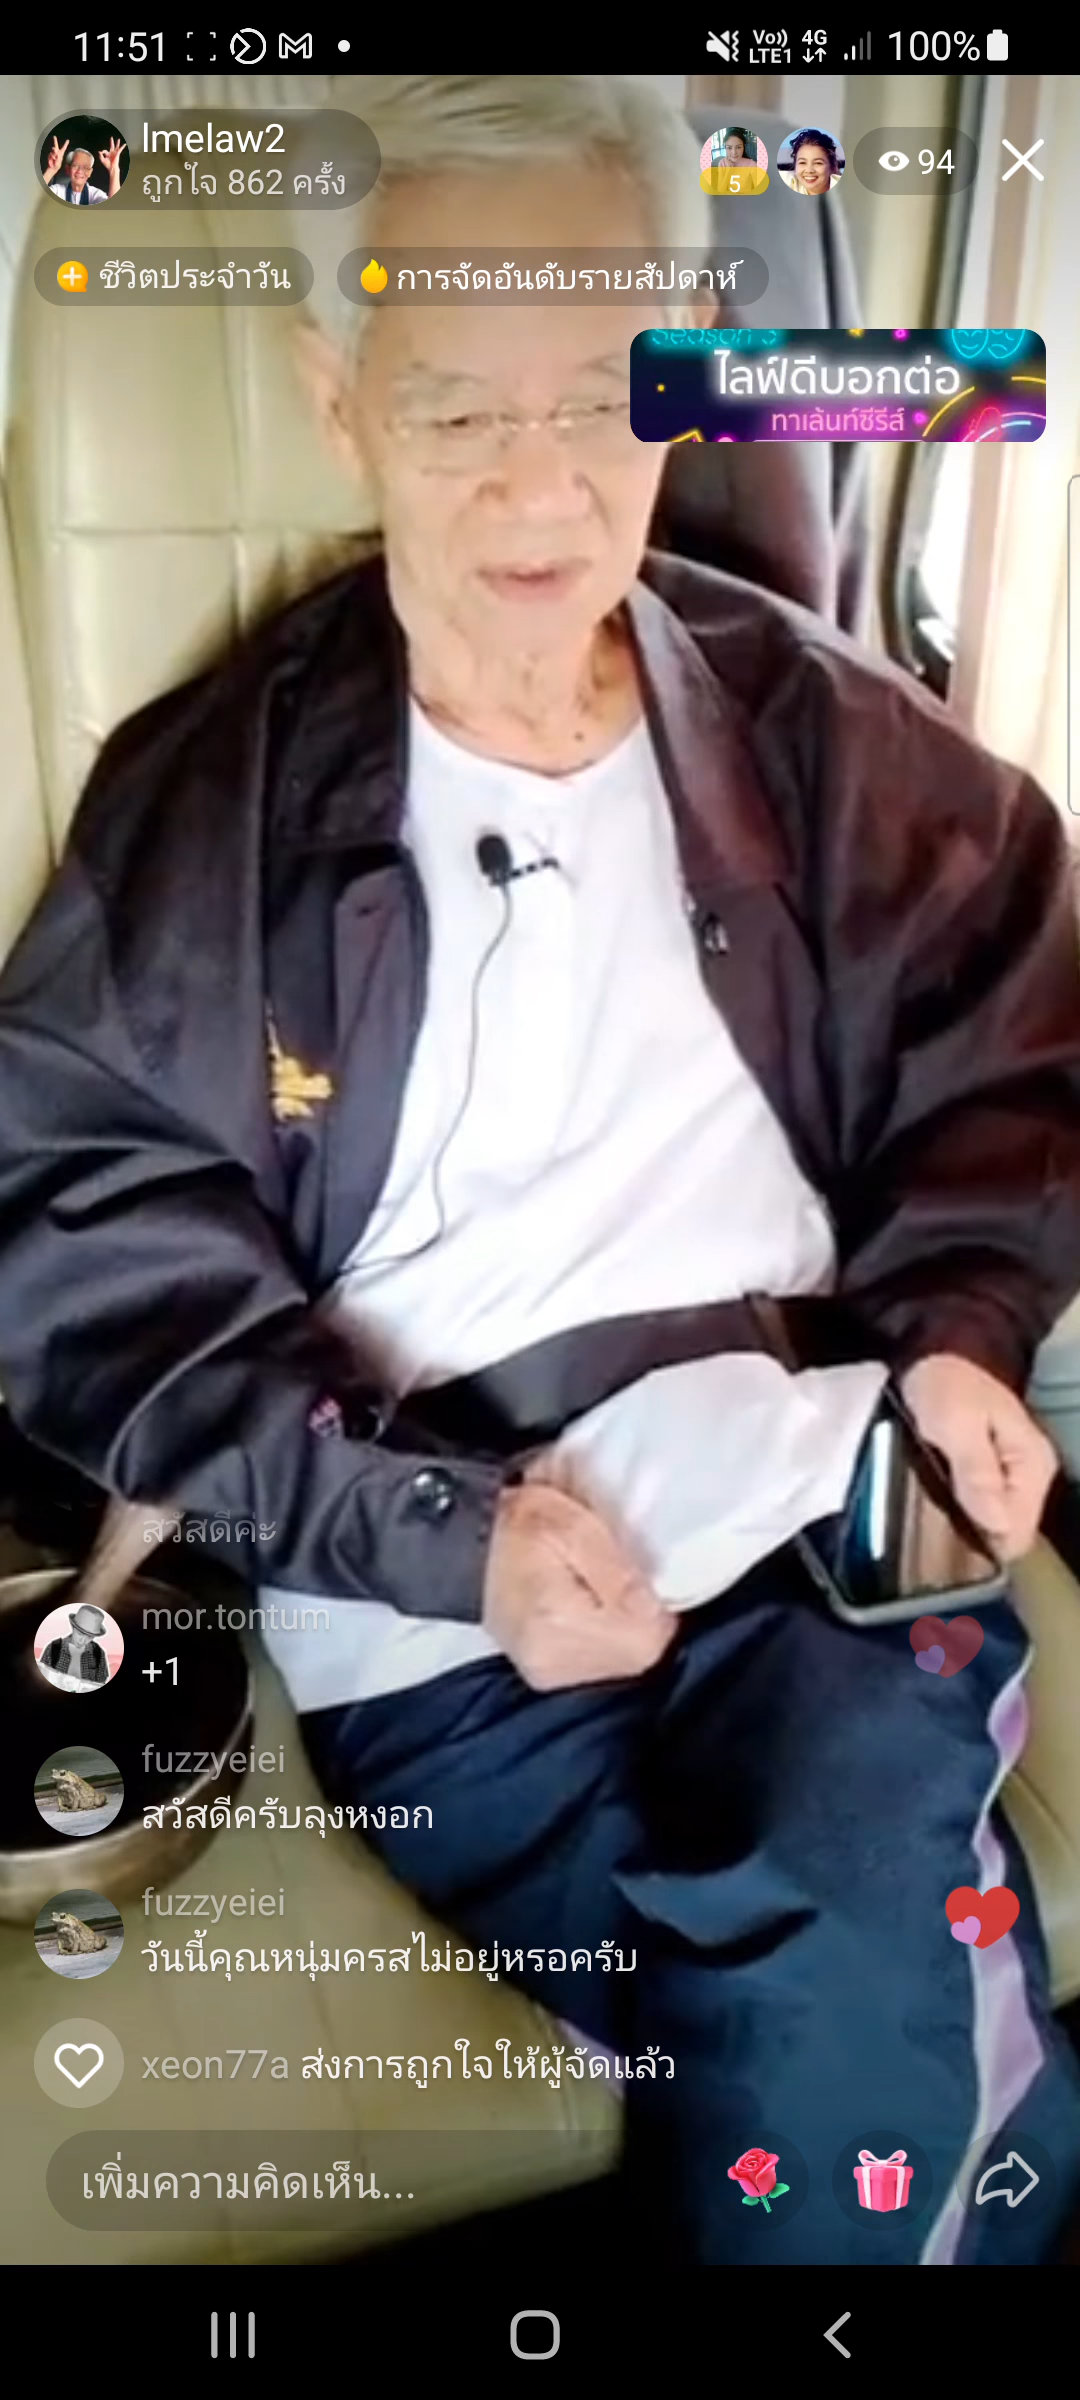 11:51
Vo)) LTE1 4G 100%
lmelaw2
ถูกใจ 862 ครั้ง
5
94
ชีวิตประจำวัน
การจัดอันดับรายสัปดาห์
Season 3
ไลฟ์ดีบอกต่อ
ทาเล้นท์ซีรีส์
สวัสดีค่ะ
mor.tontum
+1
fuzzyeiei
สวัสดีครับลุงหงอก
fuzzyeiei
วันนี้คุณหนุ่มครสไม่อยู่หรอครับ
xeon77a ส่งการถูกใจให้ผู้จัดแล้ว
เพิ่มความคิดเห็น...